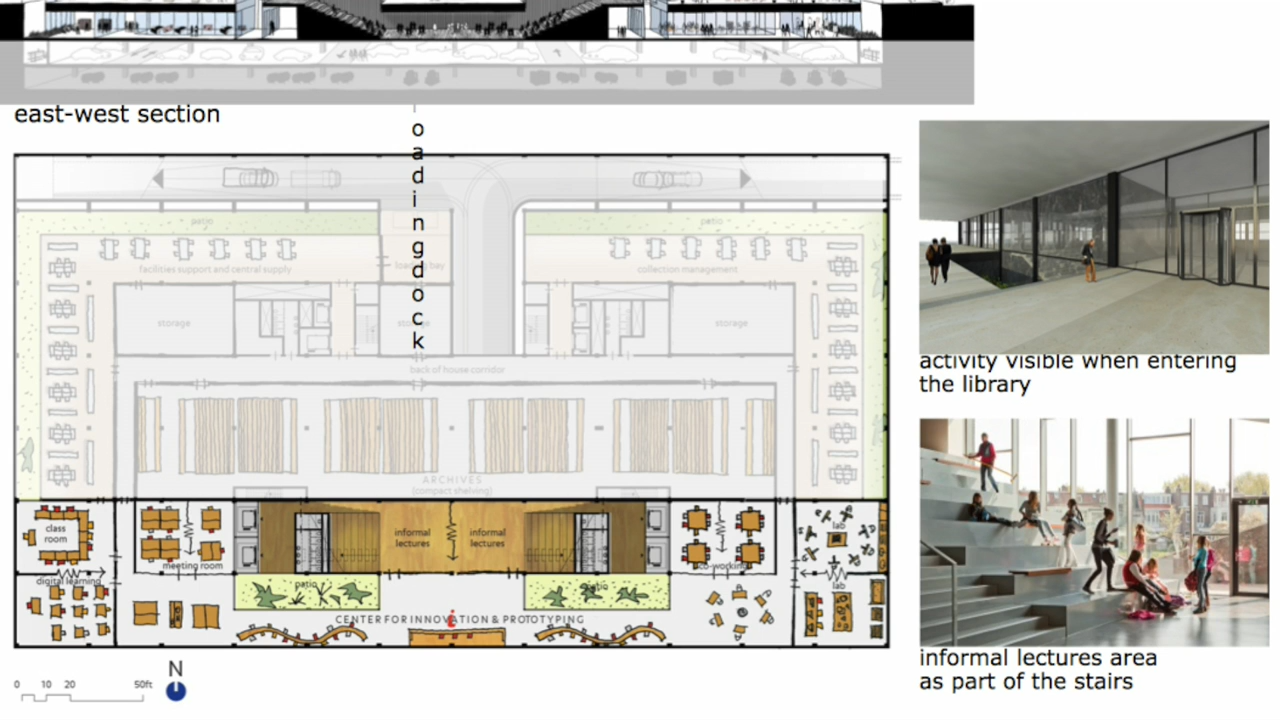 east-west section
loadingdock
patio
patio
facilities support and central supply
loading bay
collection management
storage
storage
back of house corridor
activity visible when entering
the library
ARCHIVES
(compact shelving)
class
room
informal
lectures
informal
lectures
lab
meeting room
co-working
digital learning
patio
patio
lab
CENTER FOR INNOVATION & PROTOTYPING
i
informal lectures area
as part of the stairs
N
0 10 20 50ft